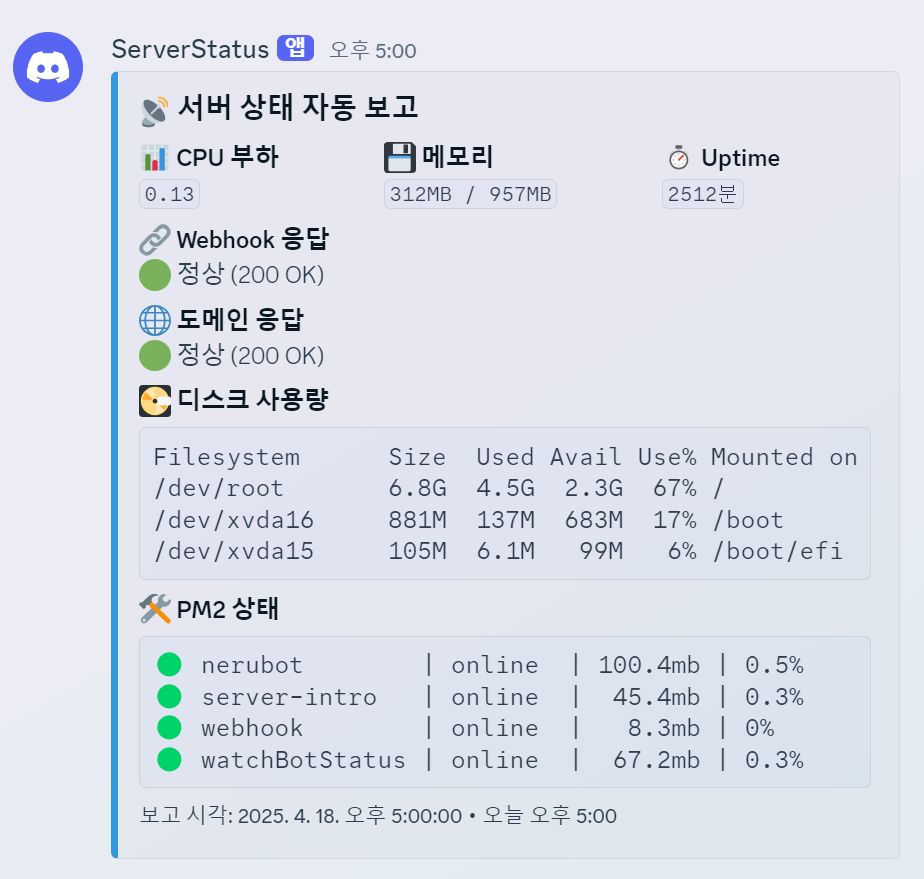 ServerStatus 앱 오후 5:00
서버 상태 자동 보고
CPU 부하 메모리 Uptime
0.13 312MB / 957MB 2512분
Webhook 응답
정상 (200 OK)
도메인 응답
정상 (200 OK)
디스크 사용량
Filesystem Size Used Avail Use% Mounted on
/dev/root 6.8G 4.5G 2.3G 67% /
/dev/xvda16 881M 137M 683M 17% /boot
/dev/xvda15 105M 6.1M 99M 6% /boot/efi
PM2 상태
nerubot | online | 100.4mb | 0.5%
server-intro | online | 45.4mb | 0.3%
webhook | online | 8.3mb | 0%
watchBotStatus | online | 67.2mb | 0.3%
보고 시각: 2025. 4. 18. 오후 5:00:00 • 오늘 오후 5:00